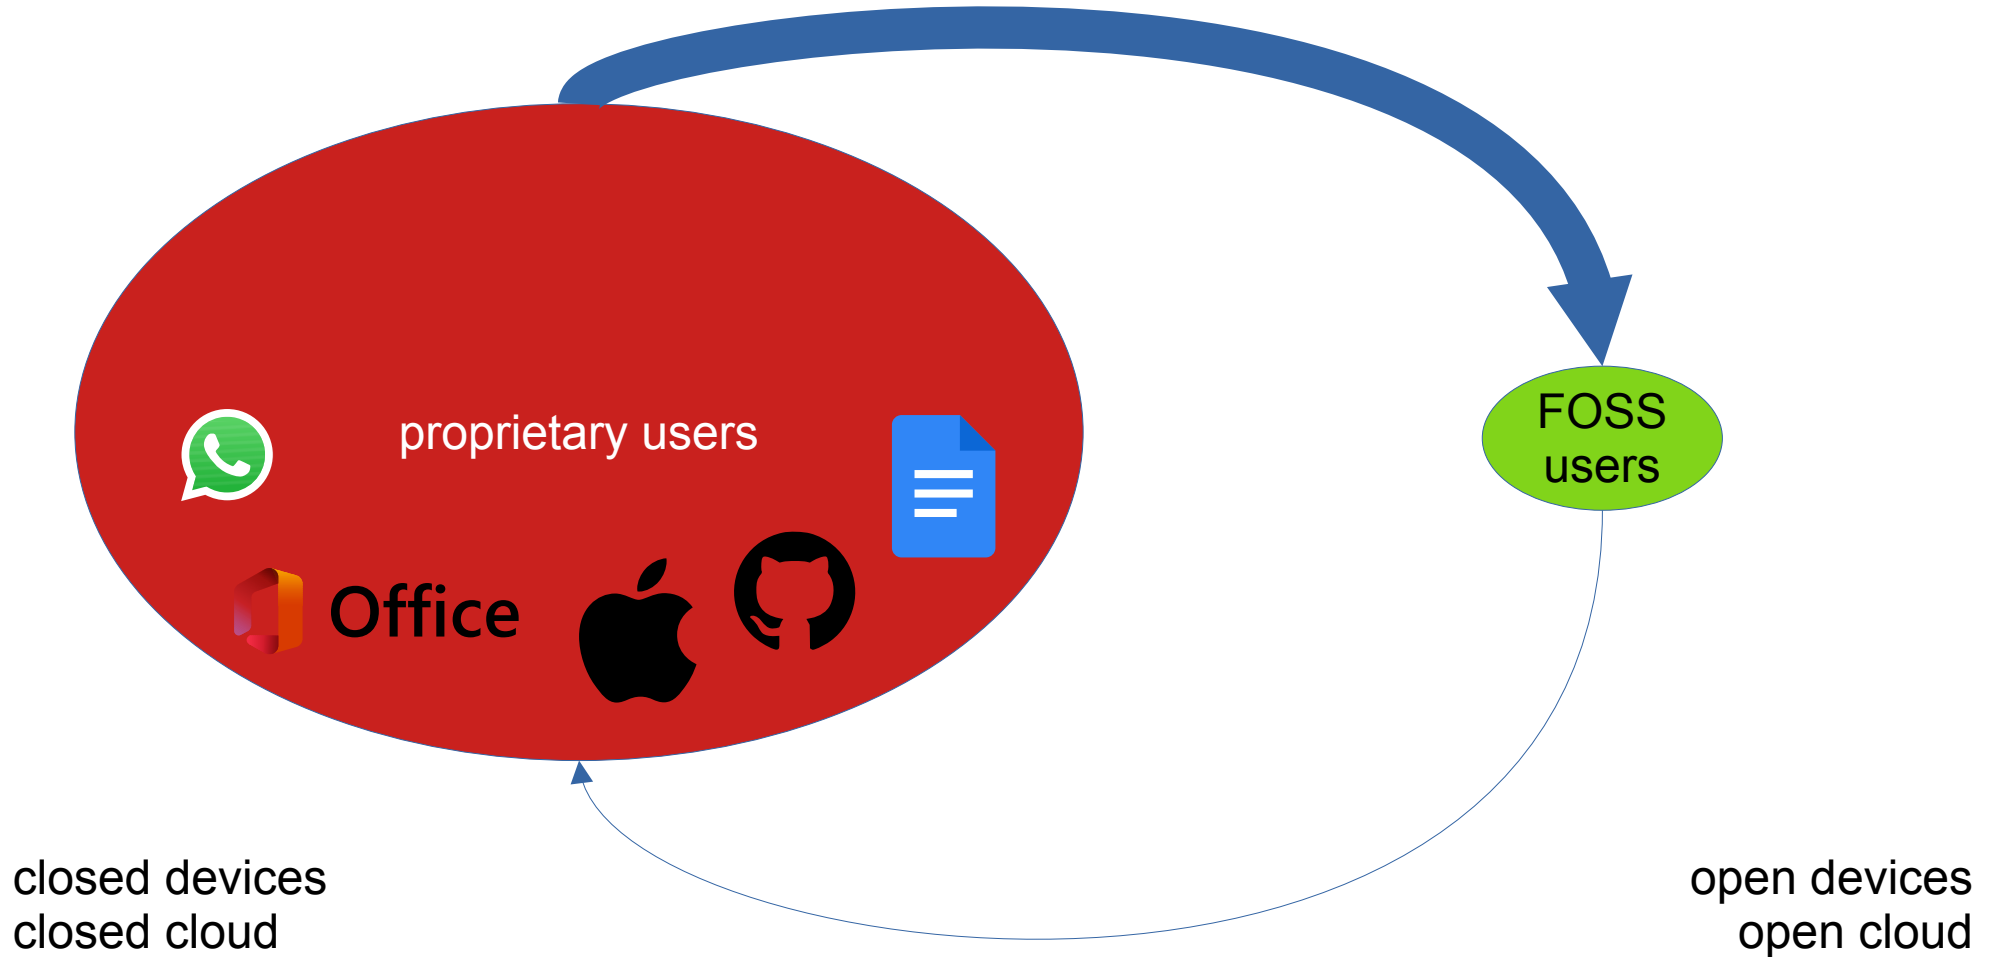 proprietary users
FOSS
users
Office
closed devices
closed cloud
open devices
open cloud